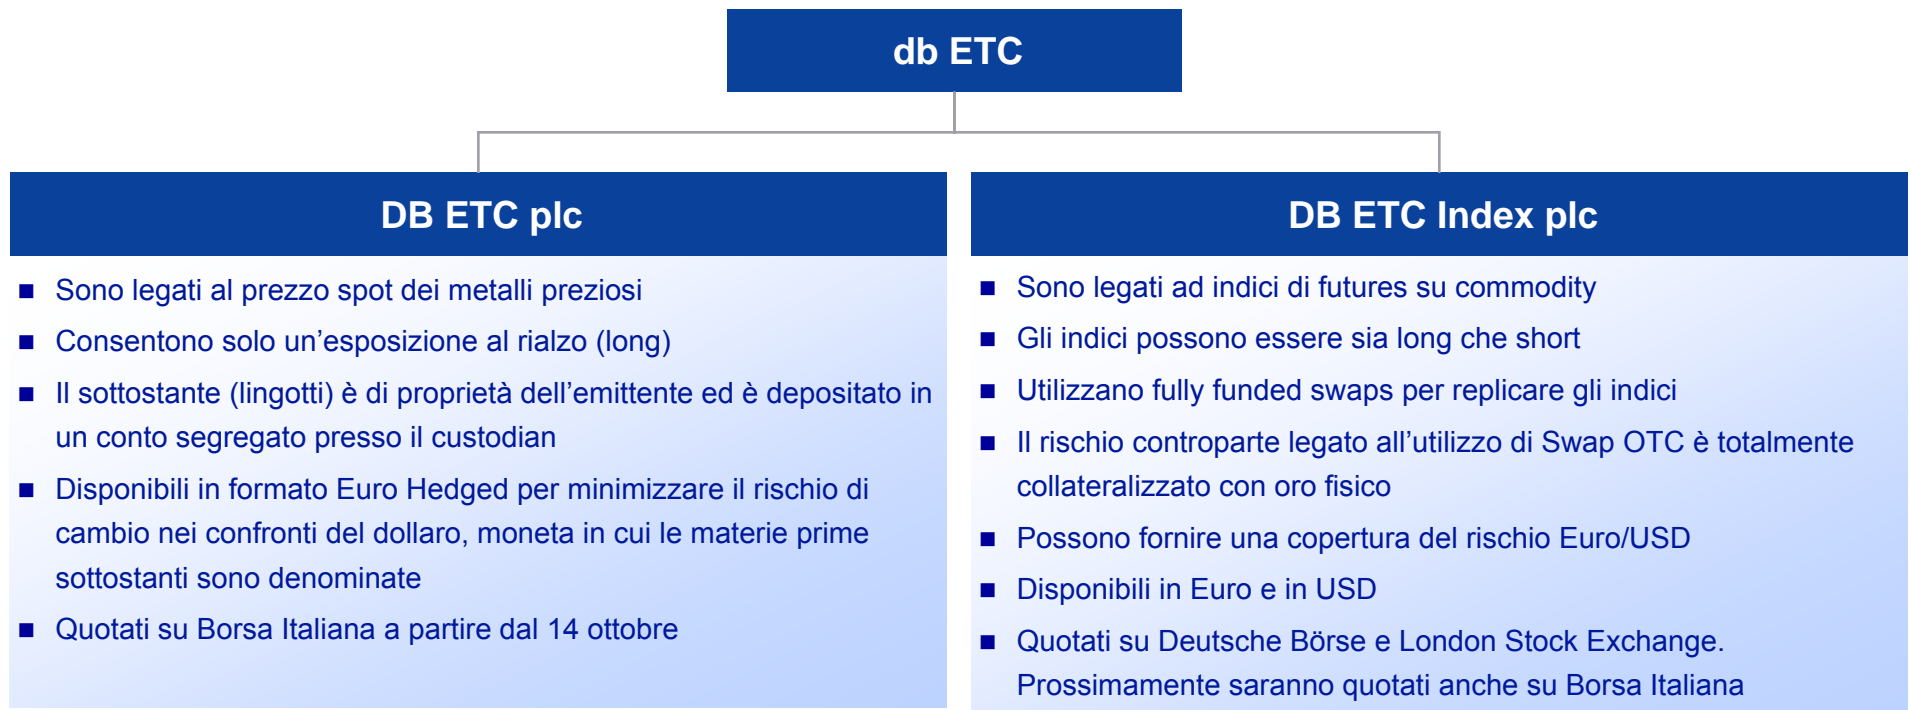 db ETC
DB ETC plc
Sono legati al prezzo spot dei metalli preziosi
Consentono solo un’esposizione al rialzo (long)
Il sottostante (lingotti) è di proprietà dell’emittente ed è depositato in
un conto segregato presso il custodian
Disponibili in formato Euro Hedged per minimizzare il rischio di
cambio nei confronti del dollaro, moneta in cui le materie prime
sottostanti sono denominate
Quotati su Borsa Italiana a partire dal 14 ottobre
DB ETC Index plc
Sono legati ad indici di futures su commodity
Gli indici possono essere sia long che short
Utilizzano fully funded swaps per replicare gli indici
Il rischio controparte legato all’utilizzo di Swap OTC è totalmente
collateralizzato con oro fisico
Possono fornire una copertura del rischio Euro/USD
Disponibili in Euro e in USD
Quotati su Deutsche Börse e London Stock Exchange.
Prossimamente saranno quotati anche su Borsa Italiana